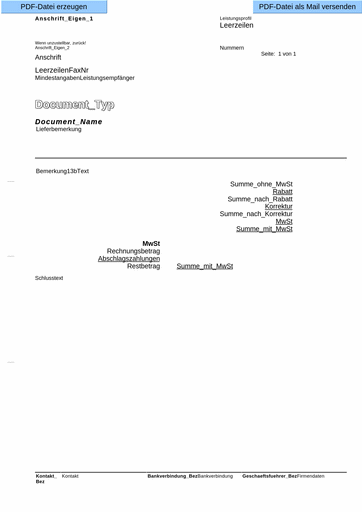 PDF-Datei erzeugen
PDF-Datei als Mail versenden
Anschrift_Eigen_1
Leistungsprofil
Leerzeilen
Wenn unzustellbar, zurück!
Anschrift_Eigen_2
Nummern
Anschrift
Seite: 1 von 1
LeerzeilenFaxNr
MindestangabenLeistungsempfänger
Document_Typ
Document_Name
Lieferbemerkung
Bemerkung13bText
Summe_ohne_MwSt
Rabatt
Summe_nach_Rabatt
Korrektur
Summe_nach_Korrektur
MwSt
Summe_mit_MwSt
MwSt
Rechnungsbetrag
Abschlagszahlungen
Restbetrag Summe_mit_MwSt
Schlusstext
Kontakt_ Kontakt Bankverbindung_BezBankverbindung Geschaeftsfuehrer_BezFirmendaten
Bez